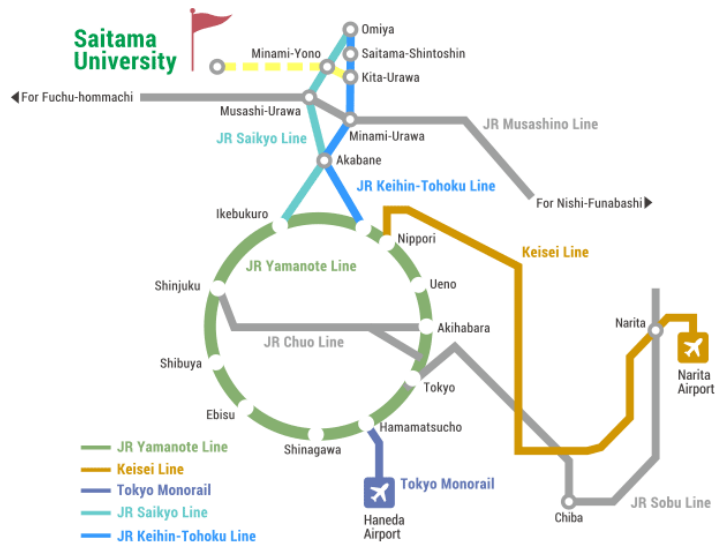 Omiya
Saitama
University
Minami-Yono
Saitama-Shintoshin
Kita-Urawa
For Fuchu-hommachi
Musashi-Urawa
JR Musashino Line
JR Saikyo Line
Minami-Urawa
Akabane
JR Keihin-Tohoku Line
For Nishi-Funabashi
Ikebukuro
Nippori
Keisei Line
JR Yamanote Line
Ueno
Shinjuku
Akihabara
Narita
JR Chuo Line
Shibuya
Tokyo
Narita
Airport
Ebisu
Hamamatsucho
Shinagawa
JR Yamanote Line
Keisei Line
Tokyo Monorail
Tokyo Monorail
JR Saikyo Line
JR Sobu Line
Chiba
Haneda
Airport
JR Keihin-Tohoku Line